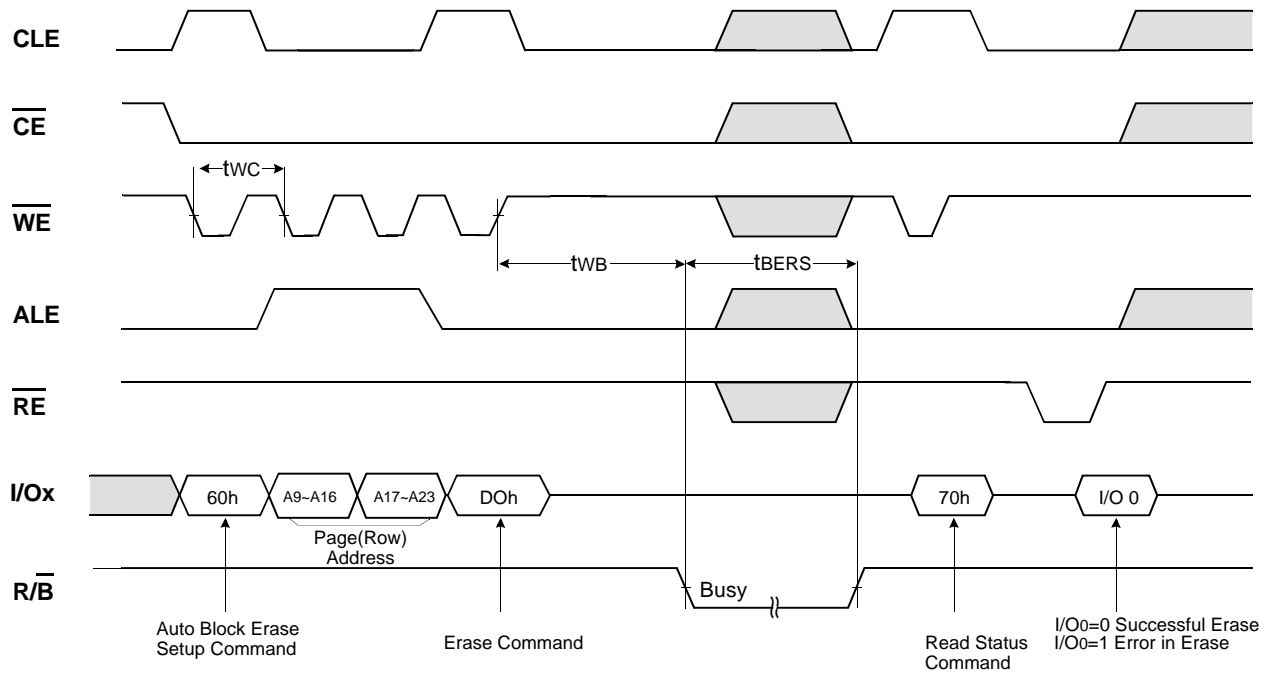 CLE
CE
tWC
WE
tWB
tBERS
ALE
RE
I/Ox
60h
A9~A16
A17~A23
DOh
70h
I/O 0
Page(Row)
Address
R/B
Busy
Auto Block Erase
Setup Command
Erase Command
Read Status
Command
I/O0=0 Successful Erase
I/O0=1 Error in Erase